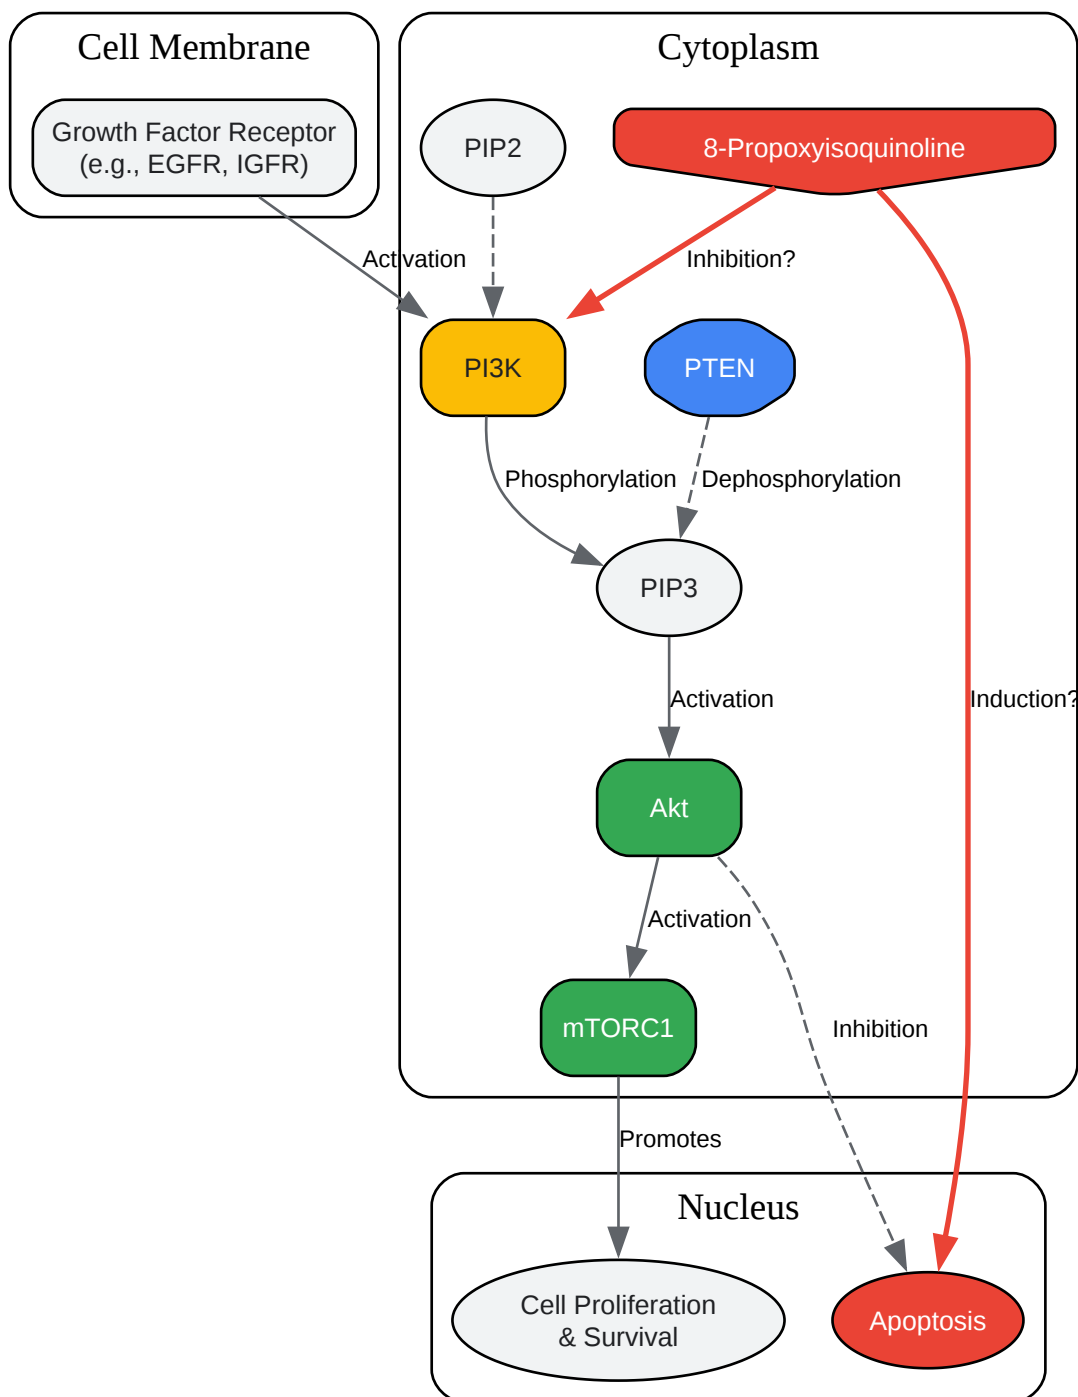 Cell Membrane
Cytoplasm
Growth Factor Receptor
(e.g., EGFR, IGFR)
PIP2
8-Propoxyisoquinoline
Activation
Inhibition?
PI3K
PTEN
Phosphorylation
Dephosphorylation
PIP3
Activation
Induction?
Akt
Activation
mTORC1
Inhibition
Promotes
Nucleus
Cell Proliferation
& Survival
Apoptosis